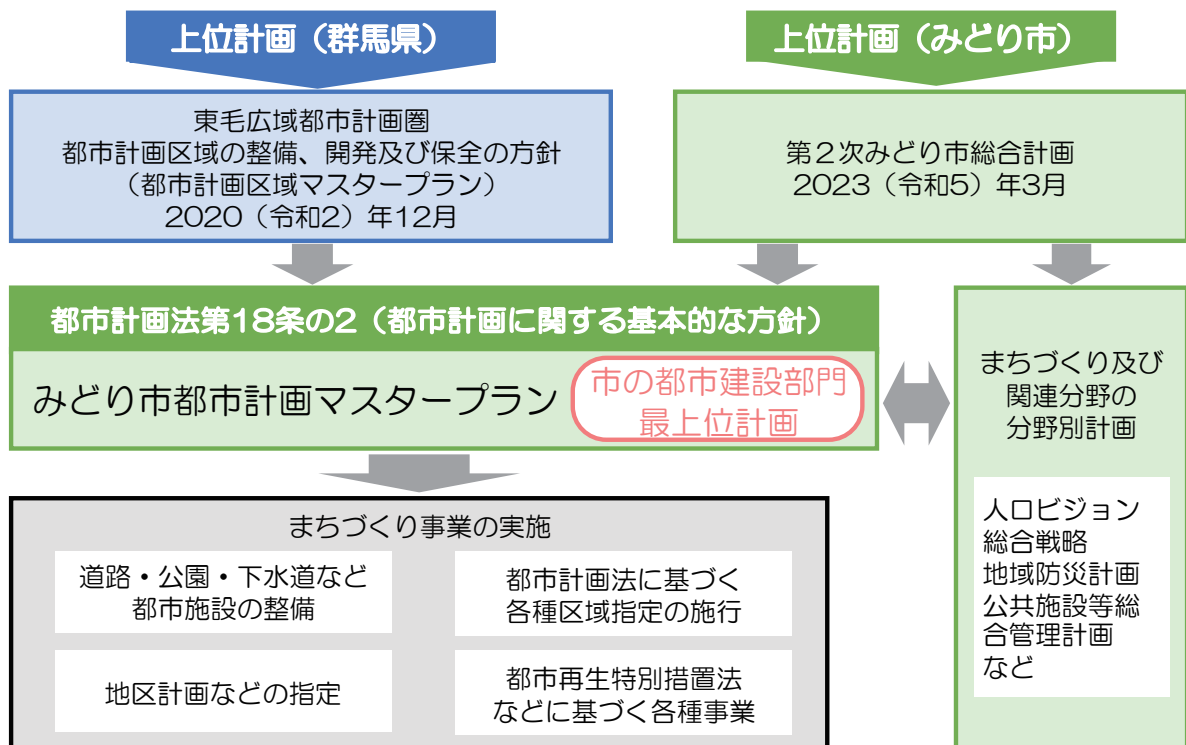 上位計画（群馬県）
東毛広域都市計画圏
都市計画区域の整備、開発及び保全の方針
（都市計画区域マスタープラン）
2020（令和2）年12月
上位計画（みどり市）
第２次みどり市総合計画
2023（令和5）年3月
都市計画法第18条の2（都市計画に関する基本的な方針）
みどり市都市計画マスタープラン
市の都市建設部門
最上位計画
まちづくり及び
関連分野の
分野別計画
人口ビジョン
総合戦略
地域防災計画
公共施設等総
合管理計画
など
まちづくり事業の実施
道路・公園・下水道など
都市施設の整備
都市計画法に基づく
各種区域指定の施行
地区計画などの指定
都市再生特別措置法
などに基づく各種事業